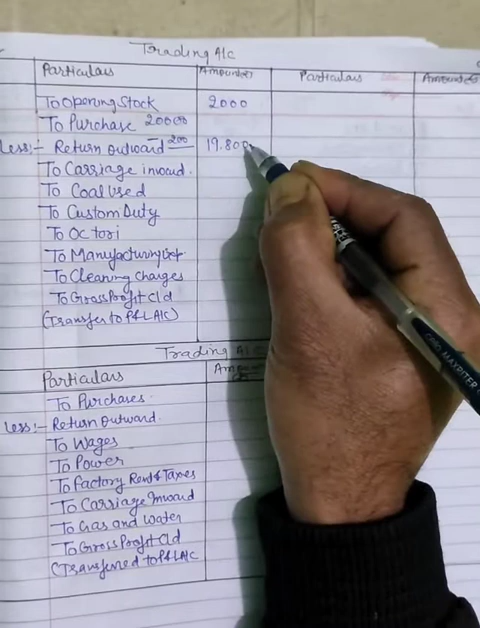 Trading A/c
Particulars Amounts Particulars Amounts
To Opening Stock 2000
To Purchase 20000
Less:- Return Outward - 200 19.800
To Carriage inward.
To Coal Used
To Custom Duty
To Octori
To Manufacturing Exp
To Cleaning charges
To Gross Profit C/d
(Transfer to P&L A/C)
Trading A/C
Particulars
To Purchases.
Less:- Return Outward.
To Wages
To Power
To Factory Rent & Taxes
To Carriage Inward
To Gas and Water
To Gross Profit C/d
(Transferred to P&L A/C